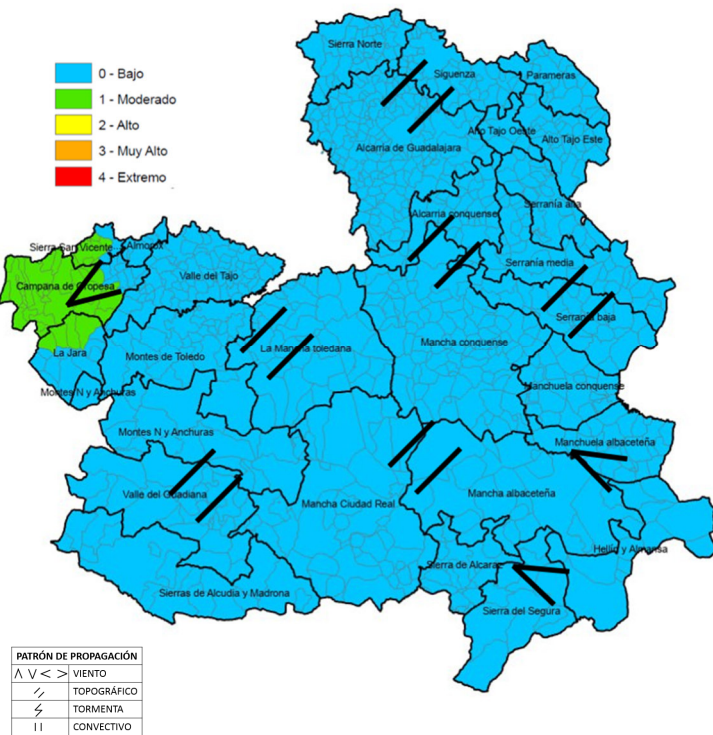 0 - Bajo
1 - Moderado
2 - Alto
3 - Muy Alto
4 - Extremo
Sierra Norte
Siguenza
Parameras
Alto Tajo Oeste
Alto Tajo Este
Alcarria de Guadalajara
Serranía alta
Alcarria conquense
Sierra San Vicente
Almorox
Serranía media
Valle del Tajo
Campana de Oropesa
Serranía baja
La Mancha toledana
Mancha conquense
La Jara
Montes de Toledo
Manchuela conquense
Montes N y Anchuras
Montes N y Anchuras
Manchuela albaceteña
Valle del Guadiana
Mancha albaceteña
Mancha Ciudad Real
Hellín y Almansa
Sierra de Alcaraz
Sierras de Alcudia y Madrona
Sierra del Segura
PATRÓN DE PROPAGACIÓN
VIENTO
TOPOGRÁFICO
TORMENTA
CONVECTIVO